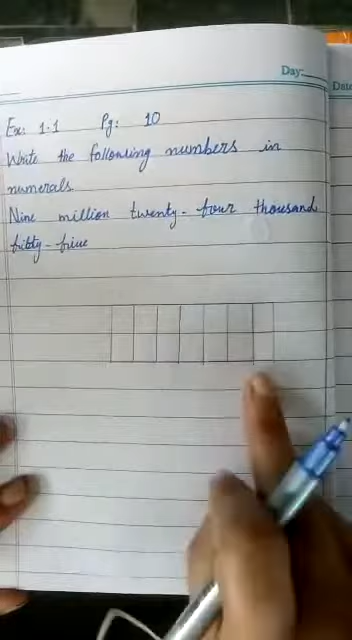 Day:
Date
Ex: 1.1 Pg: 10
Write the following numbers in
numerals.
Nine million twenty-four thousand
fifty-five